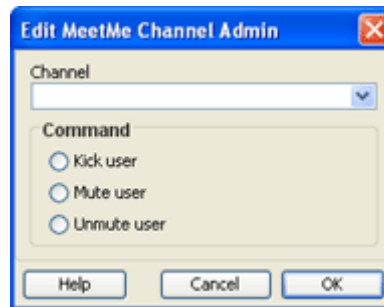 Edit MeetMe Channel Admin
Channel
Command
Kick user
Mute user
Unmute user
Help Cancel OK